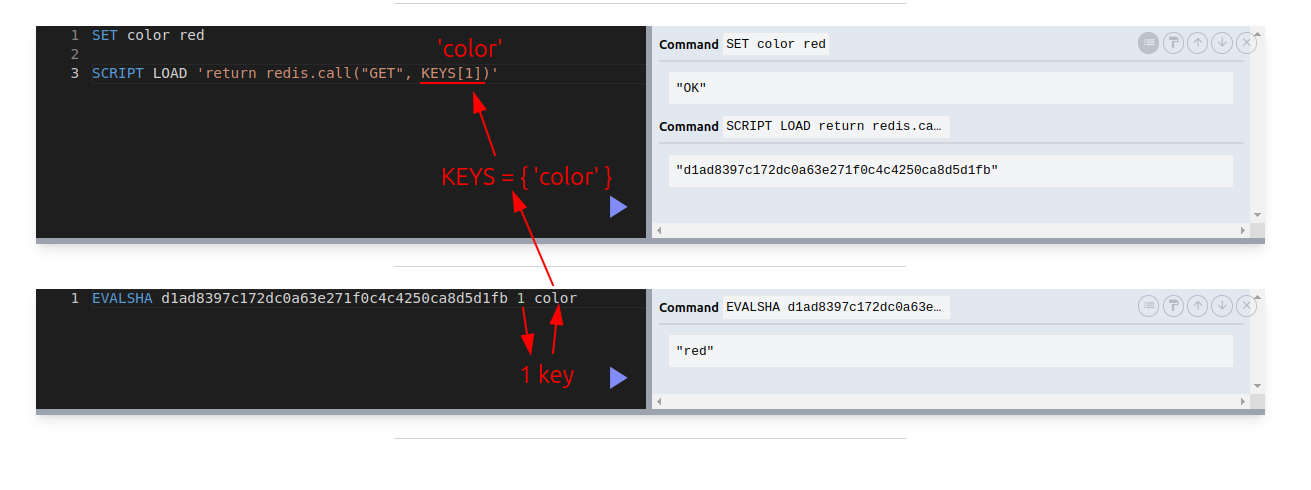 1 SET color red
2
3 SCRIPT LOAD 'return redis.call("GET", KEYS[1])'
'color'
KEYS = { 'color' }
Command SET color red
"OK"
Command SCRIPT LOAD return redis.ca…
"d1ad8397c172dc0a63e271f0c4c4250ca8d5d1fb"
1 EVALSHA d1ad8397c172dc0a63e271f0c4c4250ca8d5d1fb 1 color
1 key
Command EVALSHA d1ad8397c172dc0a63e…
"red"